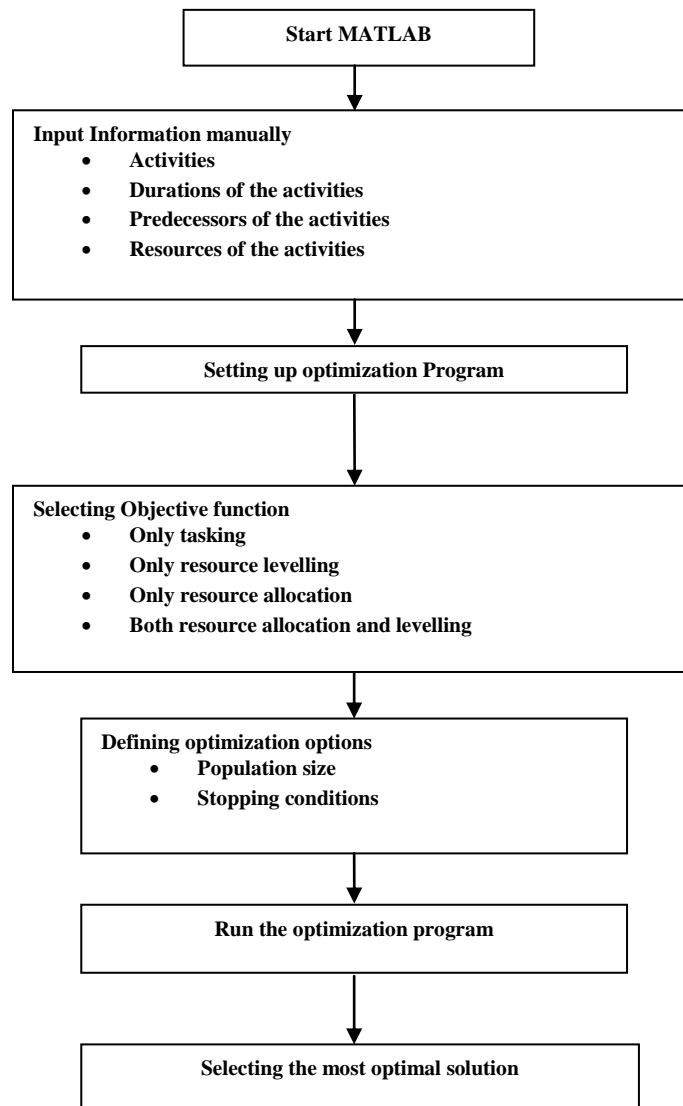 Start MATLAB
Input Information manually
• Activities
• Durations of the activities
• Predecessors of the activities
• Resources of the activities
Setting up optimization Program
Selecting Objective function
• Only tasking
• Only resource levelling
• Only resource allocation
• Both resource allocation and levelling
Defining optimization options
• Population size
• Stopping conditions
Run the optimization program
Selecting the most optimal solution